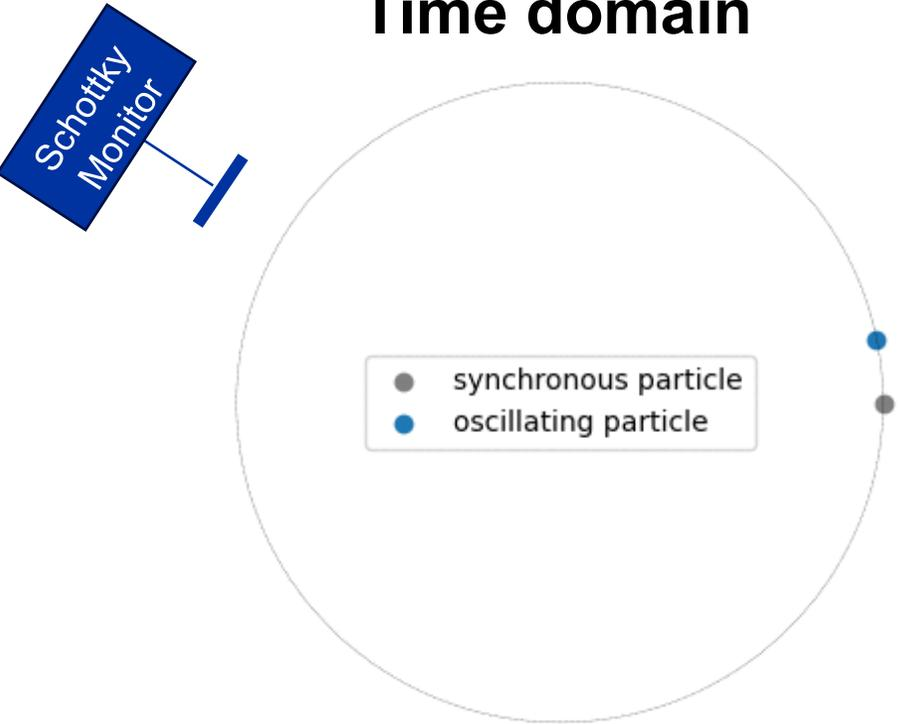 Time domain
Schottky
Monitor
synchronous particle
oscillating particle